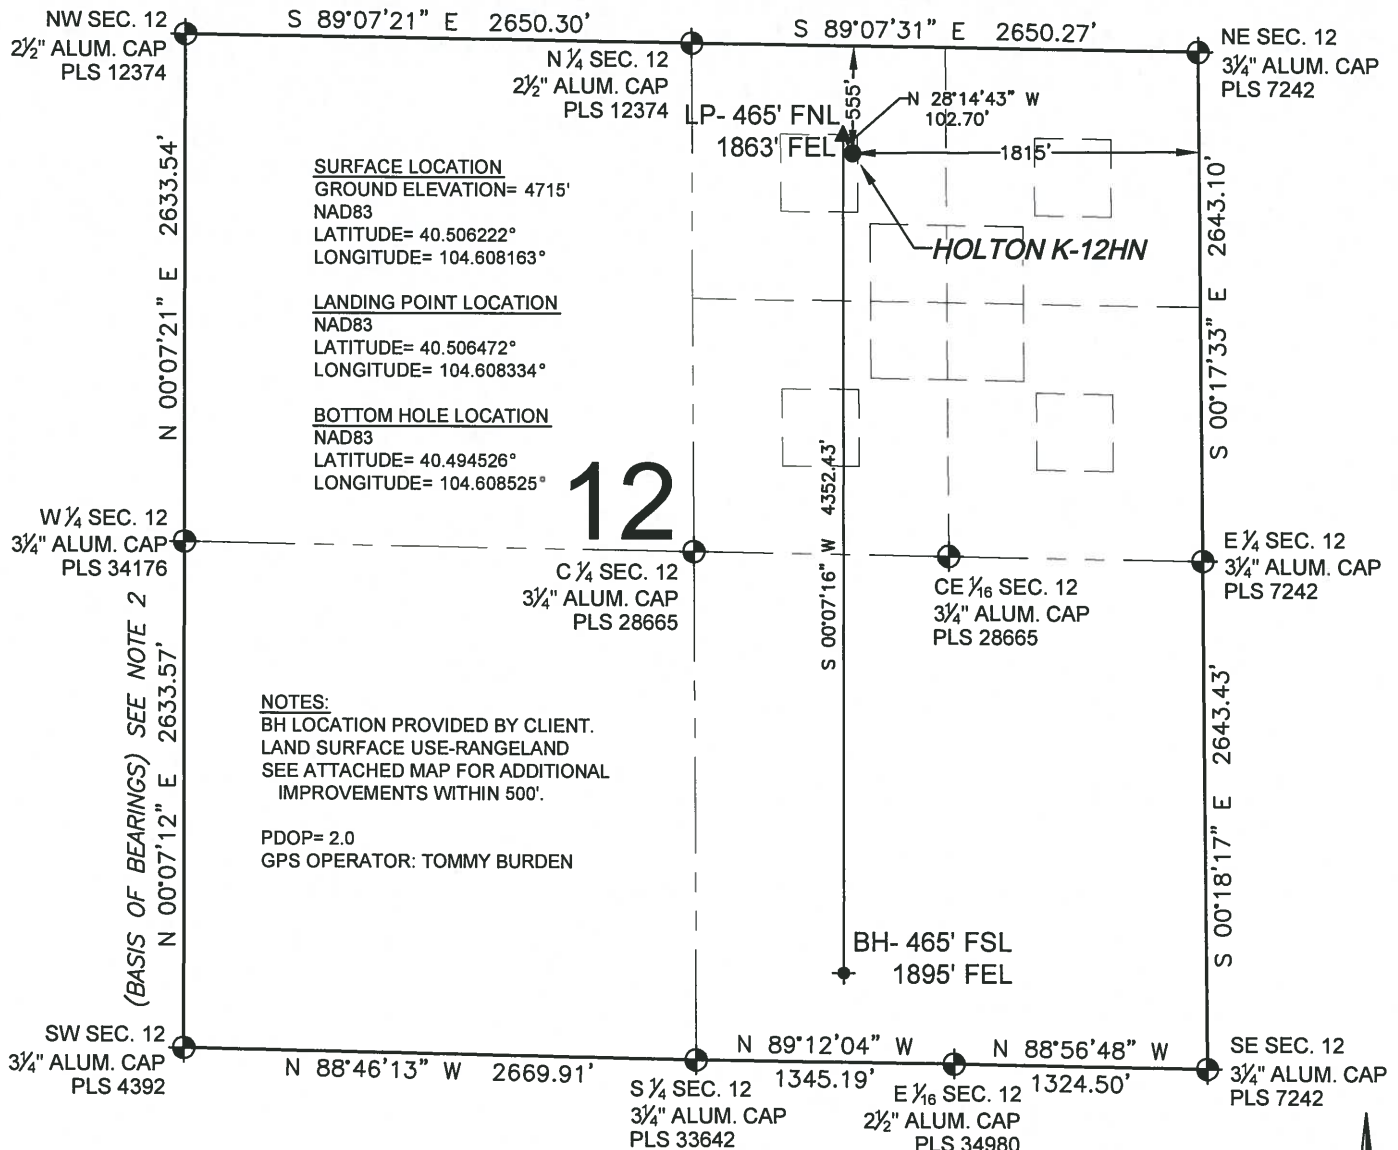 NW SEC. 12
2½" ALUM. CAP
PLS 12374
S 89°07'21" E 2650.30'
N ¼ SEC. 12
2½" ALUM. CAP
PLS 12374
S 89°07'31" E 2650.27'
NE SEC. 12
3¼" ALUM. CAP
PLS 7242
LP- 465' FNL
1863' FEL
555'
N 28°14'43" W
102.70'
1815'
HOLTON K-12HN
N 00°07'21" E 2633.54'
S 00°17'33" E 2643.10'
SURFACE LOCATION
GROUND ELEVATION= 4715'
NAD83
LATITUDE= 40.506222°
LONGITUDE= 104.608163°
LANDING POINT LOCATION
NAD83
LATITUDE= 40.506472°
LONGITUDE= 104.608334°
BOTTOM HOLE LOCATION
NAD83
LATITUDE= 40.494526°
LONGITUDE= 104.608525°
12
S 00°07'16" W 4352.43'
W ¼ SEC. 12
3¼" ALUM. CAP
PLS 34176
C ¼ SEC. 12
3¼" ALUM. CAP
PLS 28665
CE 1/16 SEC. 12
3¼" ALUM. CAP
PLS 28665
E ¼ SEC. 12
3¼" ALUM. CAP
PLS 7242
(BASIS OF BEARINGS) SEE NOTE 2
N 00°07'12" E 2633.57'
S 00°18'17" E 2643.43'
NOTES:
BH LOCATION PROVIDED BY CLIENT.
LAND SURFACE USE-RANGELAND
SEE ATTACHED MAP FOR ADDITIONAL
IMPROVEMENTS WITHIN 500'.
PDOP= 2.0
GPS OPERATOR: TOMMY BURDEN
BH- 465' FSL
1895' FEL
SW SEC. 12
3¼" ALUM. CAP
PLS 4392
N 88°46'13" W 2669.91'
S ¼ SEC. 12
3¼" ALUM. CAP
PLS 33642
N 89°12'04" W
1345.19'
E 1/16 SEC. 12
2½" ALUM. CAP
PLS 34980
N 88°56'48" W
1324.50'
SE SEC. 12
3¼" ALUM. CAP
PLS 7242